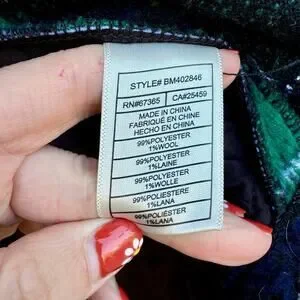 STYLE# BM402846
RN#67365 CA#25459
MADE IN CHINA
FABRIQUÉ EN CHINE
HECHO EN CHINA
99%POLYESTER
1%WOOL
99%POLYESTER
1%LAINE
99%POLYESTER
1%WOLLE
99%POLIESTERE
1%LANA
99%POLIÉSTER
1%LANA